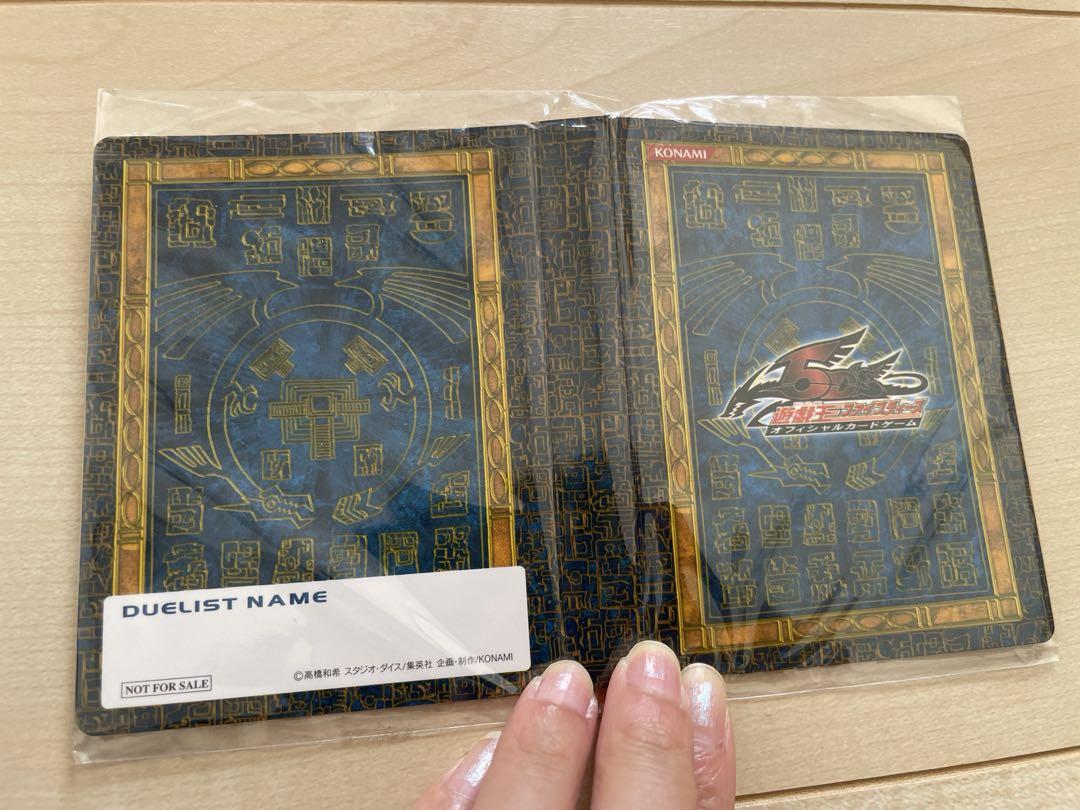 DUELIST NAME
©高橋和希 スタジオ・ダイス/集英社 企画・制作/KONAMI
NOT FOR SALE
KONAMI
5D's
遊戯王ファイブディーズ
オフィシャルカードゲーム